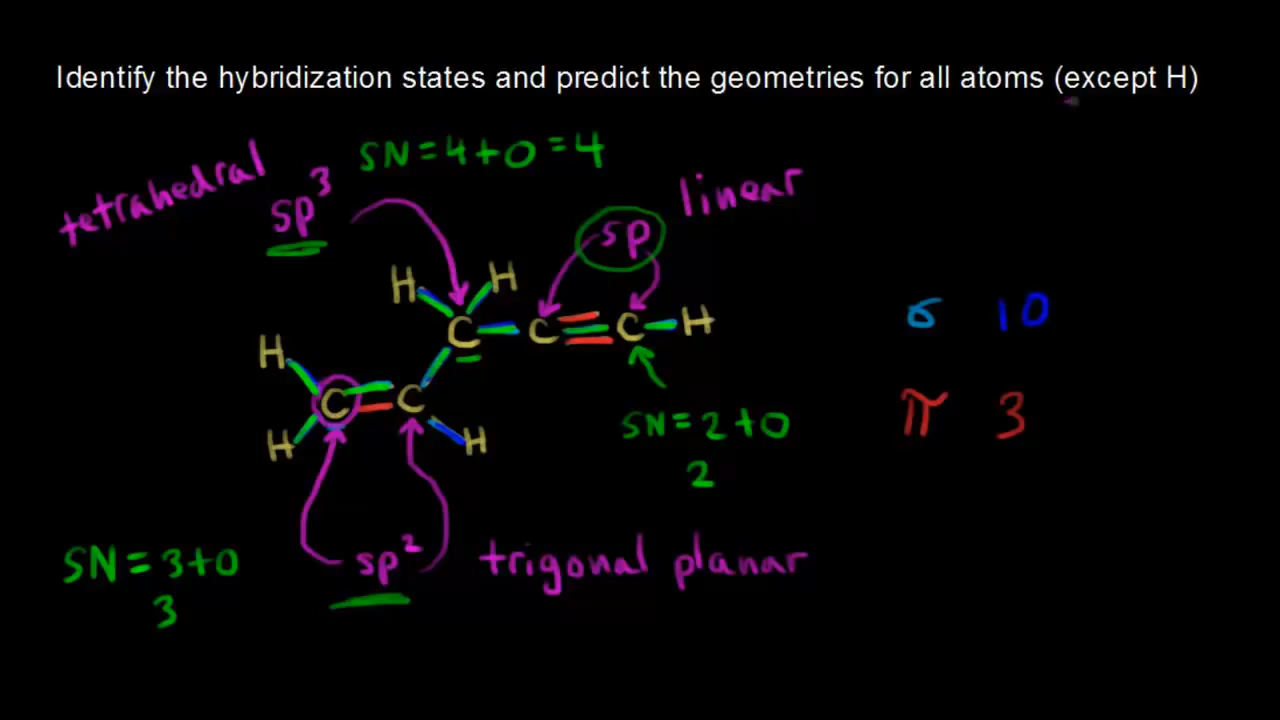 Identify the hybridization states and predict the geometries for all atoms (except H)
tetrahedral
sp³
SN=4+0=4
linear
sp
H H
C C C H
σ 10
H
C C
H H
SN=2+0
2
π 3
SN=3+0
3
sp²
trigonal planar